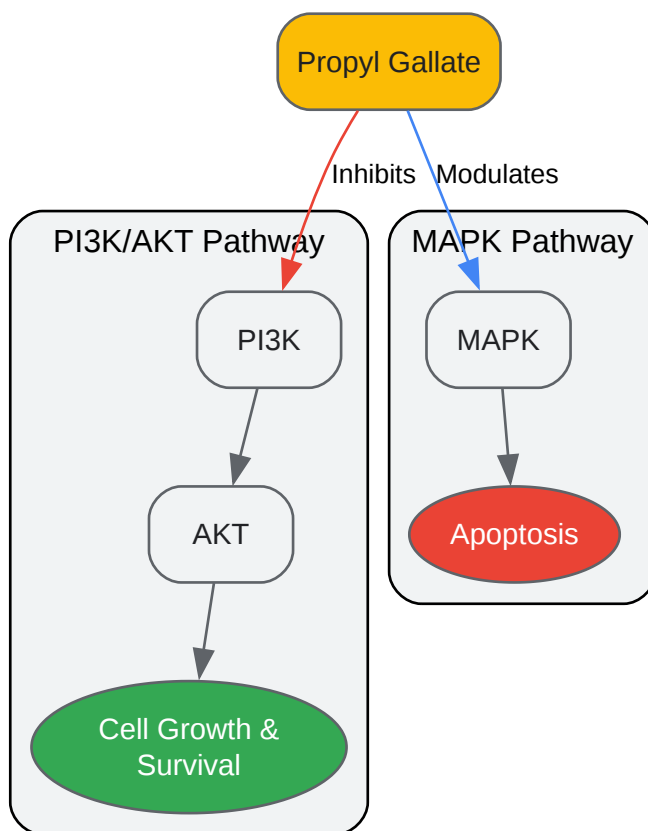 Propyl Gallate
Inhibits
Modulates
PI3K/AKT Pathway
MAPK Pathway
PI3K
MAPK
AKT
Apoptosis
Cell Growth &
Survival